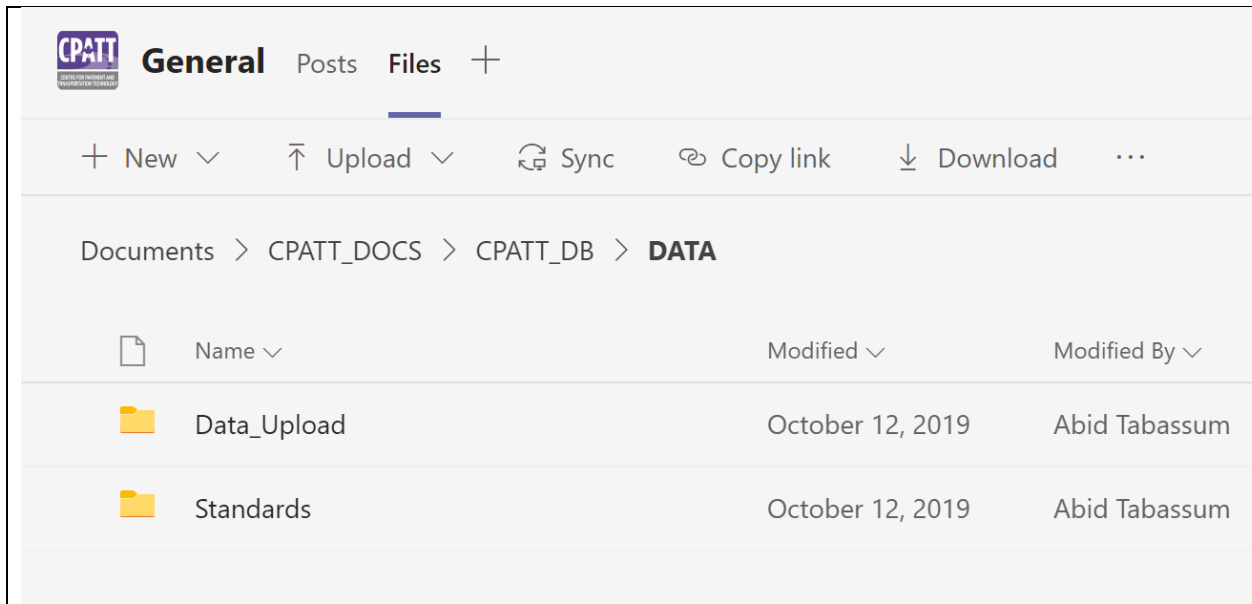 CPATT
CENTRE FOR PAVEMENT AND
TRANSPORTATION TECHNOLOGY
General Posts Files
New Upload Sync Copy link Download ...
Documents > CPATT_DOCS > CPATT_DB > DATA
Name Modified Modified By
Data_Upload October 12, 2019 Abid Tabassum
Standards October 12, 2019 Abid Tabassum